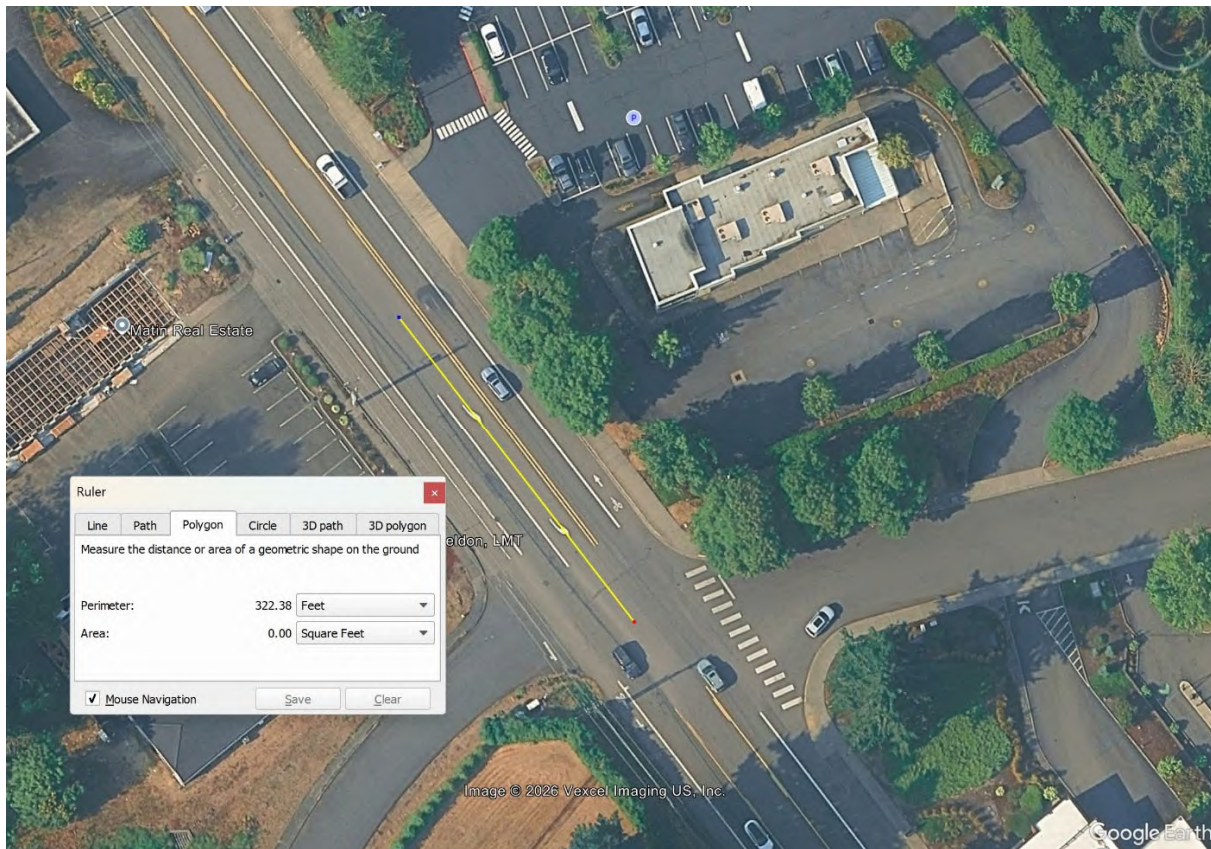 P
Matin Real Estate
Ruler
Line Path Polygon Circle 3D path 3D polygon
Measure the distance or area of a geometric shape on the ground
eldon, LMT
Perimeter: 322.38 Feet
Area: 0.00 Square Feet
Mouse Navigation Save Clear
Image © 2026 Vexcel Imaging US, Inc.
Google Earth